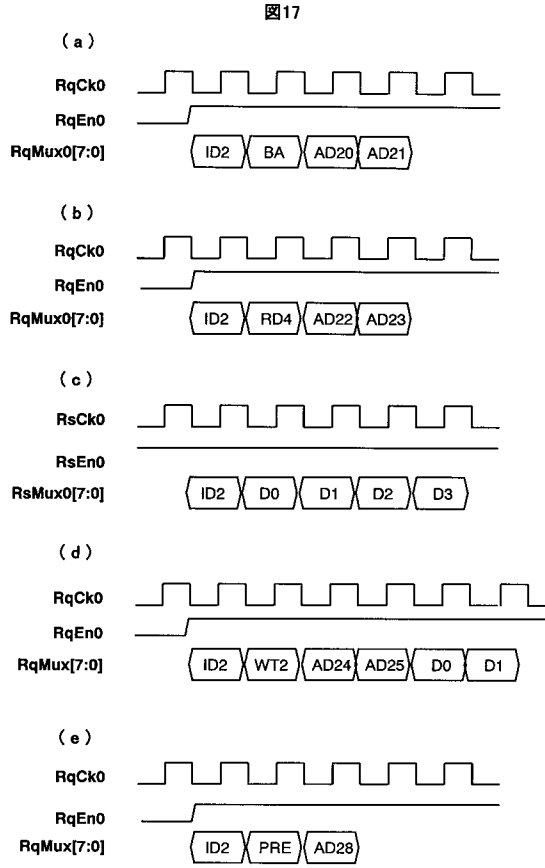 図17
(a)
RqCk0
RqEn0
RqMux0[7:0] ID2 BA AD20 AD21
(b)
RqCk0
RqEn0
RqMux0[7:0] ID2 RD4 AD22 AD23
(c)
RsCk0
RsEn0
RsMux0[7:0] ID2 D0 D1 D2 D3
(d)
RqCk0
RqEn0
RqMux[7:0] ID2 WT2 AD24 AD25 D0 D1
(e)
RqCk0
RqEn0
RqMux[7:0] ID2 PRE AD28